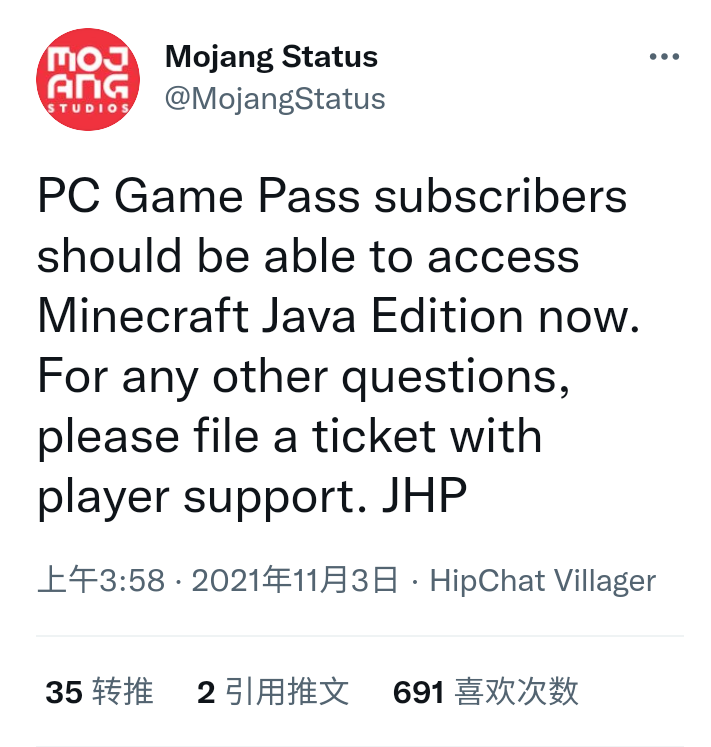 MOJ
ANG
STUDIOS
Mojang Status
@MojangStatus
PC Game Pass subscribers
should be able to access
Minecraft Java Edition now.
For any other questions,
please file a ticket with
player support. JHP
上午3:58 · 2021年11月3日 · HipChat Villager
35 转推 2 引用推文 691 喜欢次数